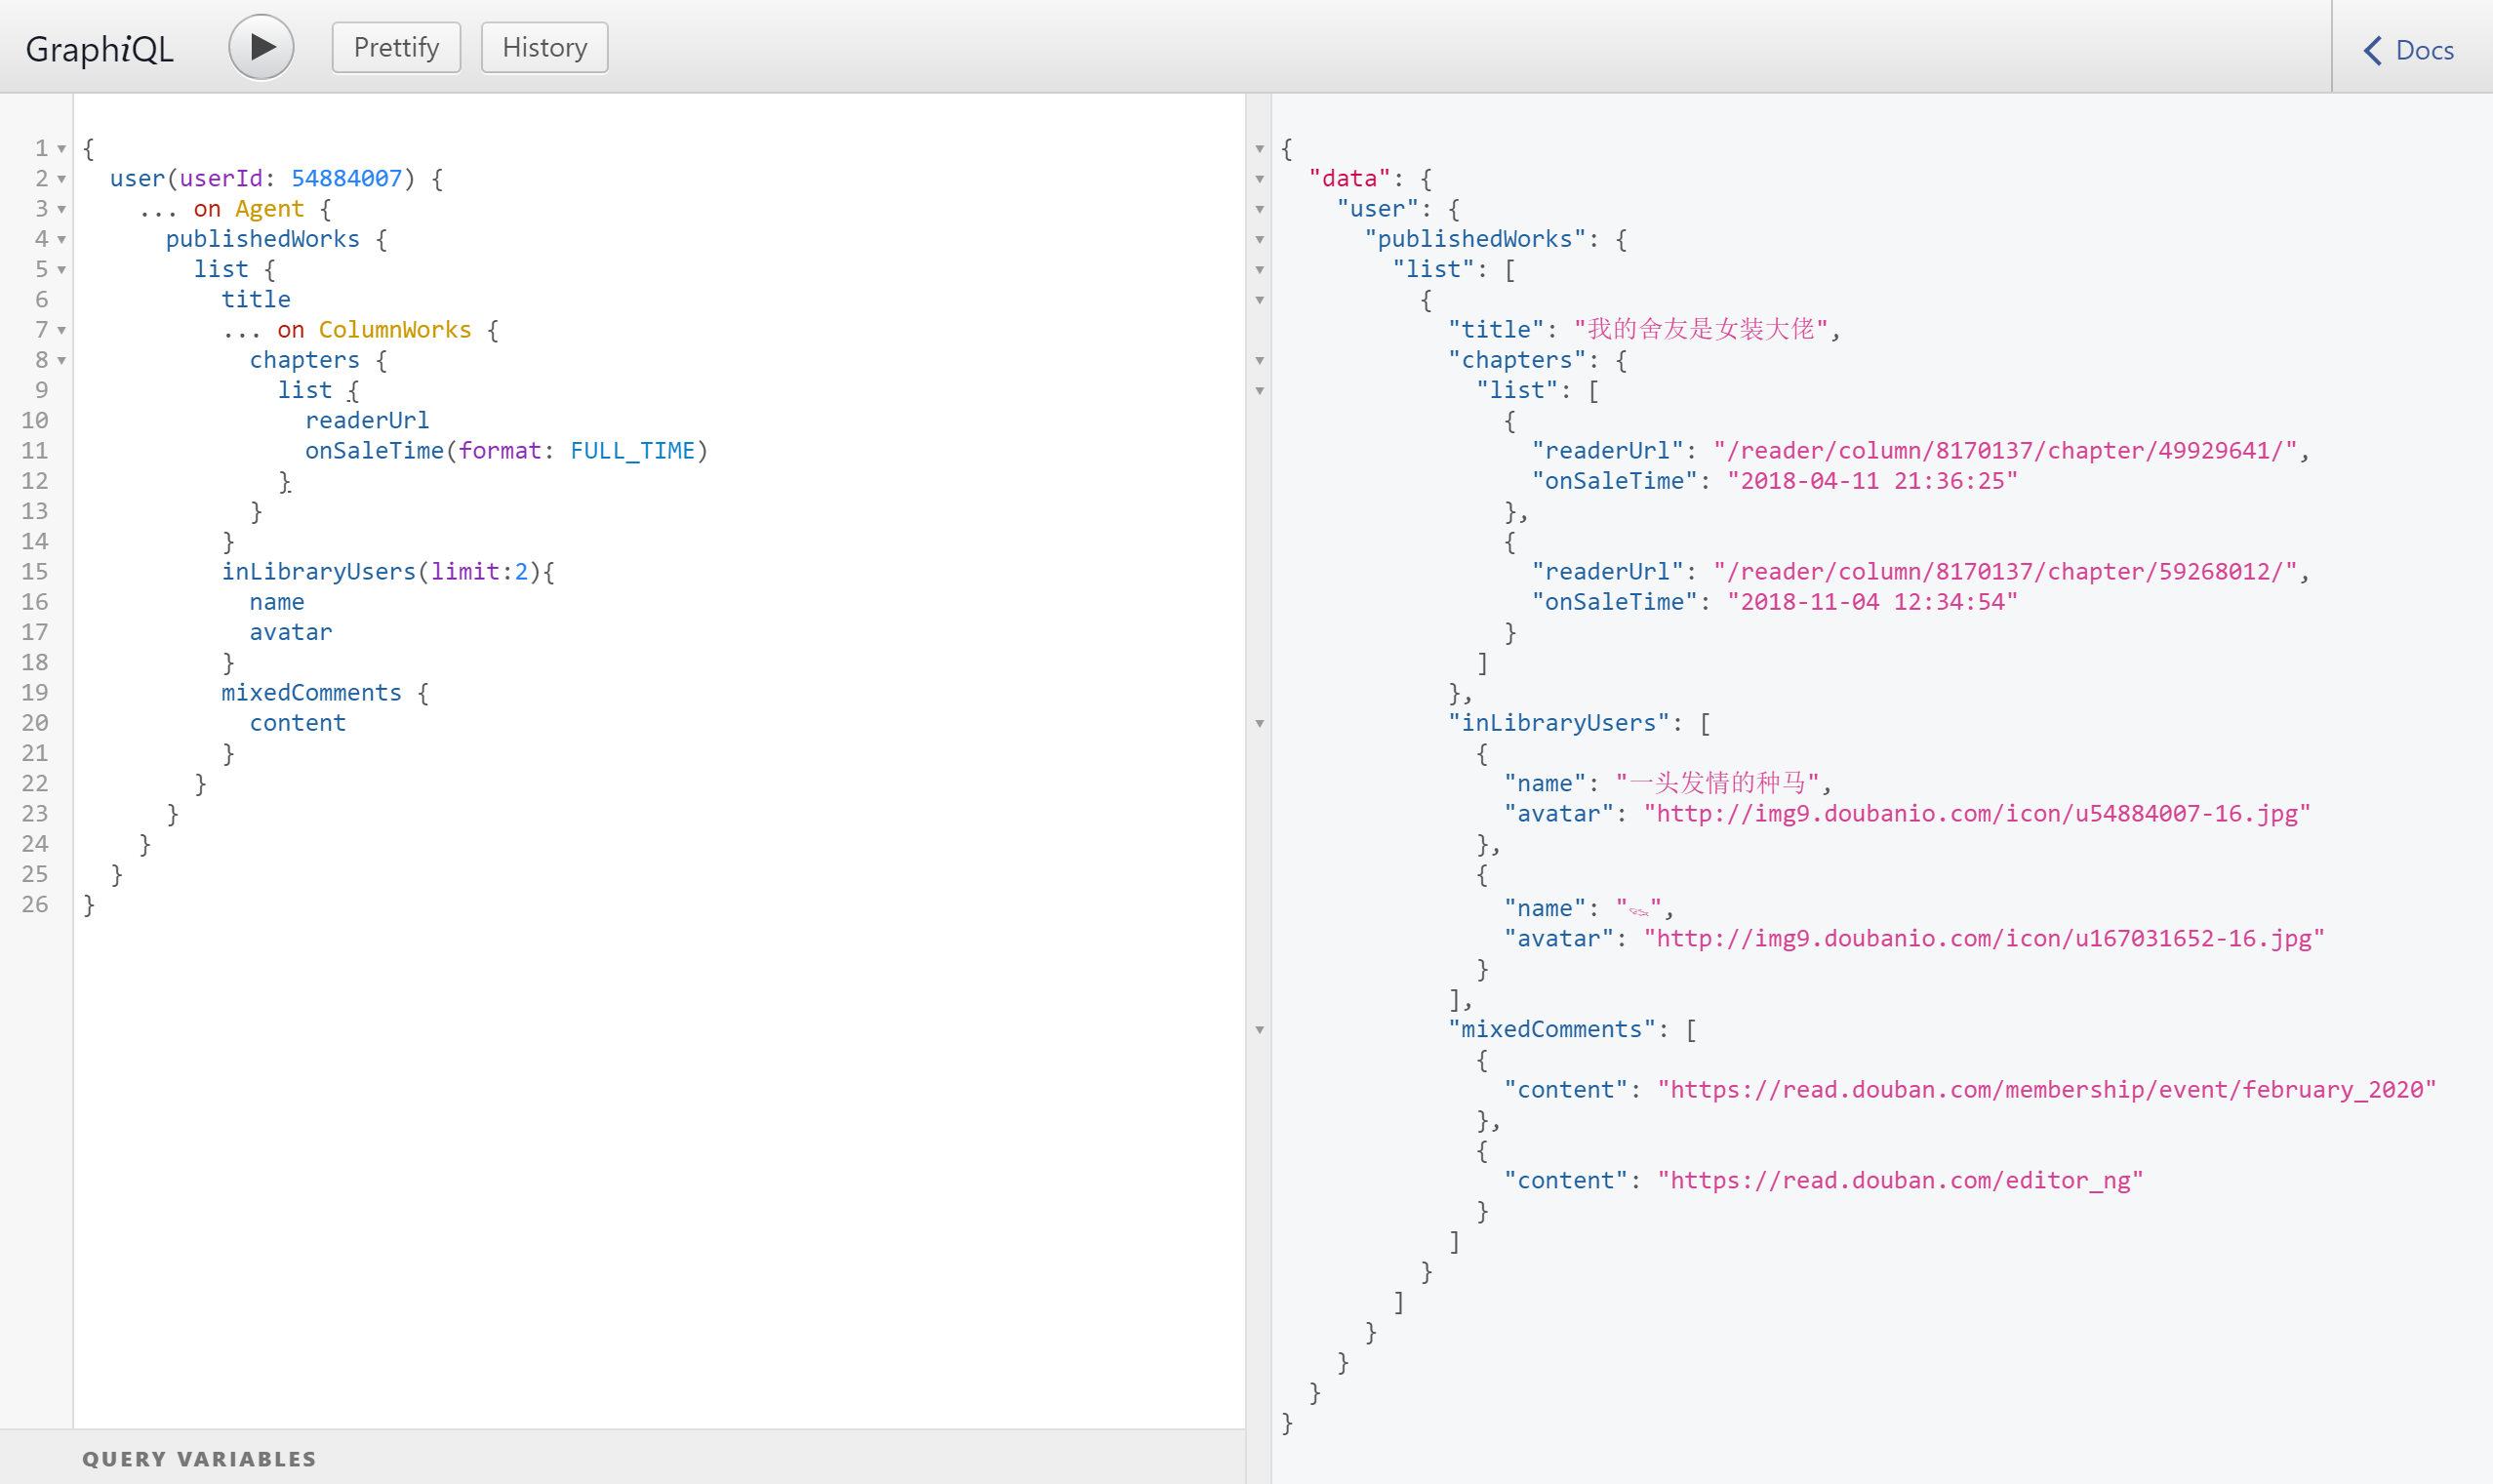 GraphiQL Prettify History Docs
1 {
2 user(userId: 54884007) {
3 ... on Agent {
4 publishedWorks {
5 list {
6 title
7 ... on ColumnWorks {
8 chapters {
9 list {
10 readerUrl
11 onSaleTime(format: FULL_TIME)
12 }
13 }
14 }
15 inLibraryUsers(limit:2){
16 name
17 avatar
18 }
19 mixedComments {
20 content
21 }
22 }
23 }
24 }
25 }
26 }
QUERY VARIABLES
{
"data": {
"user": {
"publishedWorks": {
"list": [
{
"title": "我的舍友是女装大佬",
"chapters": {
"list": [
{
"readerUrl": "/reader/column/8170137/chapter/49929641/",
"onSaleTime": "2018-04-11 21:36:25"
},
{
"readerUrl": "/reader/column/8170137/chapter/59268012/",
"onSaleTime": "2018-11-04 12:34:54"
}
]
},
"inLibraryUsers": [
{
"name": "一头发情的种马",
"avatar": "http://img9.doubanio.com/icon/u54884007-16.jpg"
},
{
"name": "",
"avatar": "http://img9.doubanio.com/icon/u167031652-16.jpg"
}
],
"mixedComments": [
{
"content": "https://read.douban.com/membership/event/february_2020"
},
{
"content": "https://read.douban.com/editor_ng"
}
]
}
]
}
}
}
}